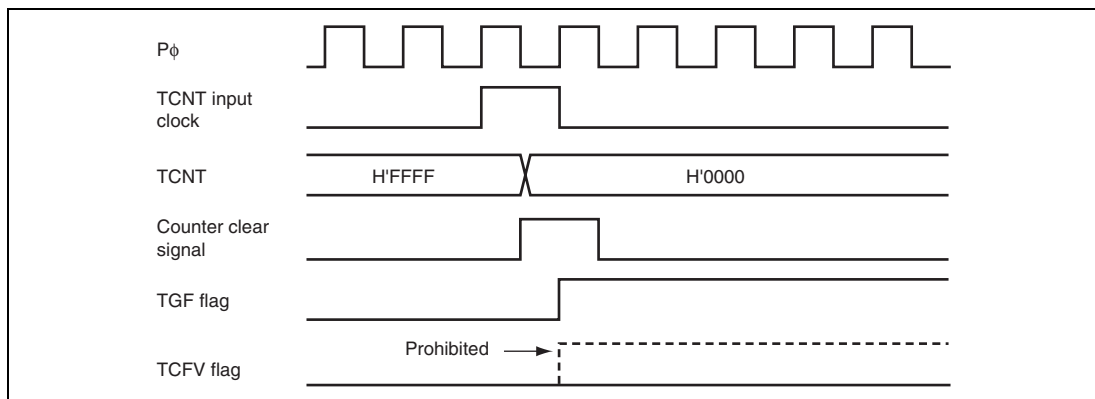 Pϕ
TCNT input
clock
TCNT
H'FFFF
H'0000
Counter clear
signal
TGF flag
Prohibited
TCFV flag